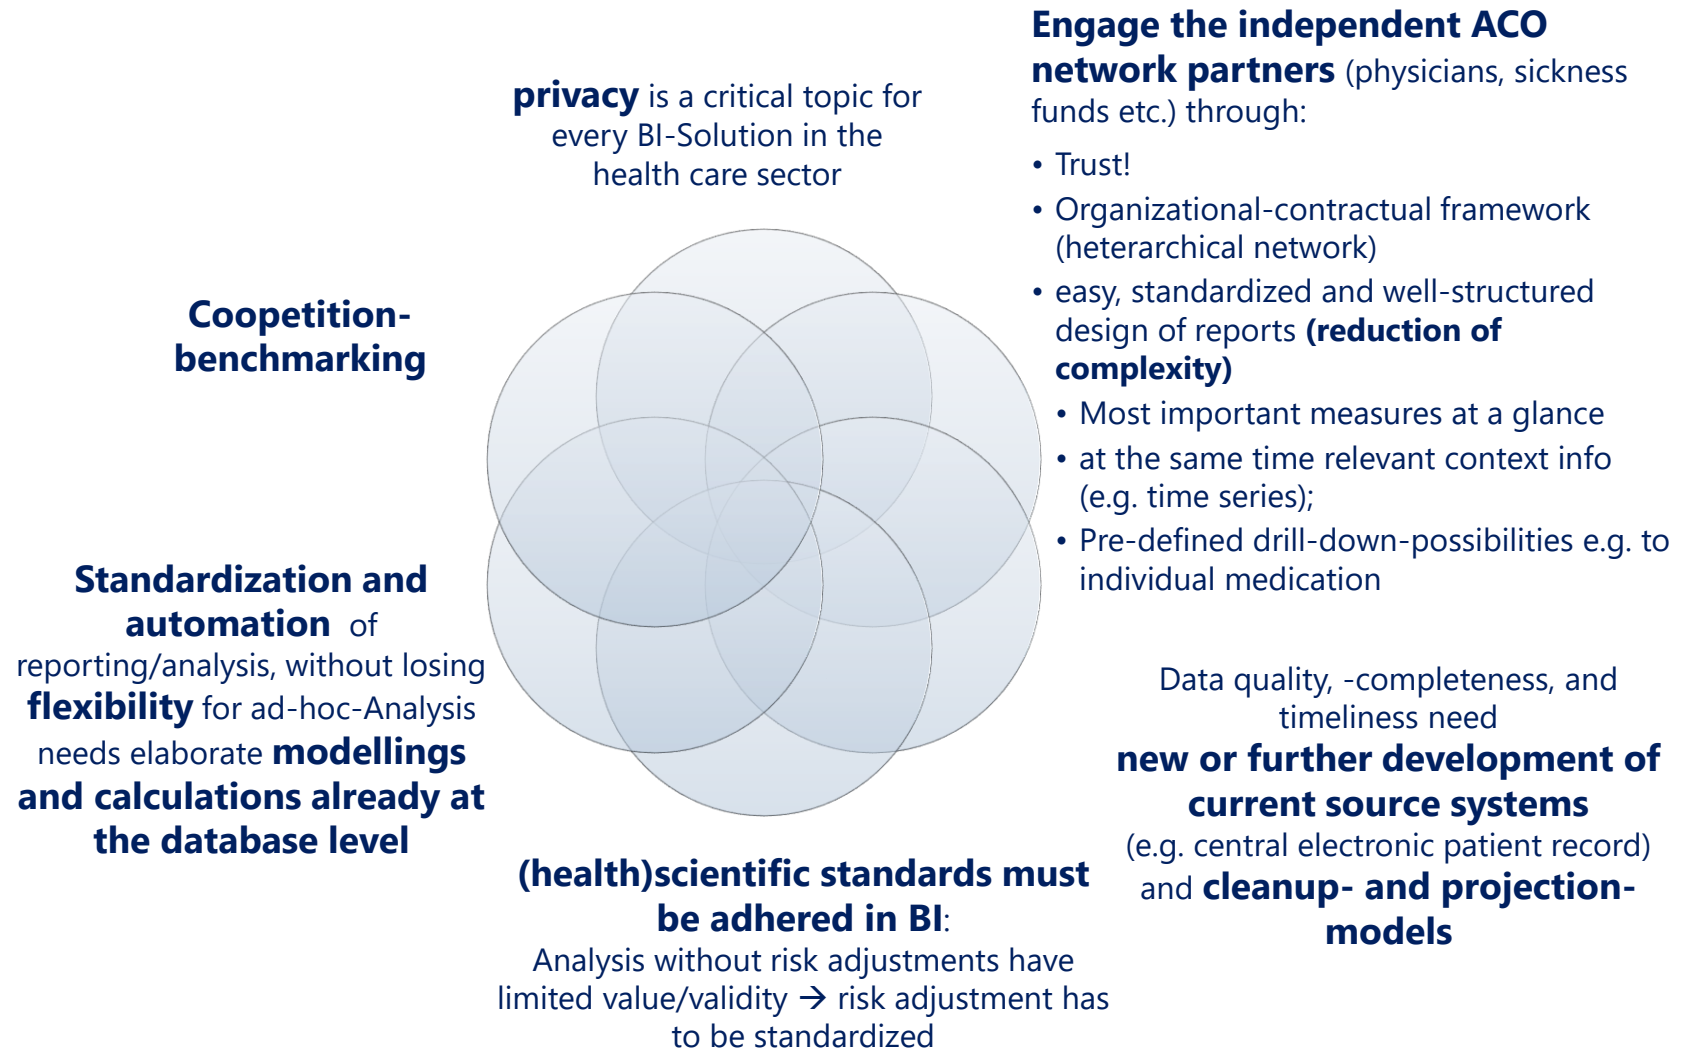 privacy is a critical topic for
every BI-Solution in the
health care sector
Engage the independent ACO
network partners (physicians, sickness
funds etc.) through:
• Trust!
• Organizational-contractual framework
(heterarchical network)
• easy, standardized and well-structured
design of reports (reduction of
complexity)
• Most important measures at a glance
• at the same time relevant context info
(e.g. time series);
• Pre-defined drill-down-possibilities e.g. to
individual medication
Data quality, -completeness, and
timeliness need
new or further development of
current source systems
(e.g. central electronic patient record)
and cleanup- and projection-
models
(health)scientific standards must
be adhered in BI:
Analysis without risk adjustments have
limited value/validity → risk adjustment has
to be standardized
Standardization and
automation of
reporting/analysis, without losing
flexibility for ad-hoc-Analysis
needs elaborate modellings
and calculations already at
the database level
Coopetition-
benchmarking